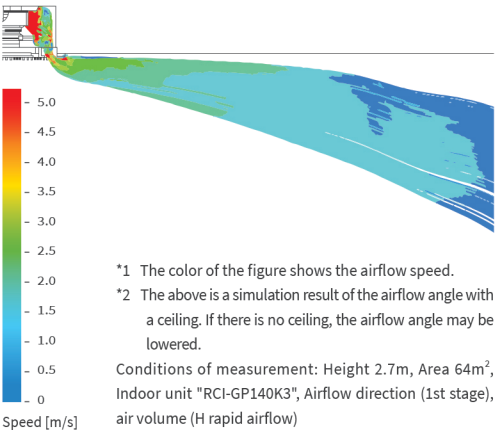 5.0
4.5
4.0
3.5
3.0
2.5
2.0
1.5
1.0
0.5
0
Speed [m/s]
*1 The color of the figure shows the airflow speed.
*2 The above is a simulation result of the airflow angle with
a ceiling. If there is no ceiling, the airflow angle may be
lowered.
Conditions of measurement: Height 2.7m, Area 64m²,
Indoor unit "RCI-GP140K3", Airflow direction (1st stage),
air volume (H rapid airflow)